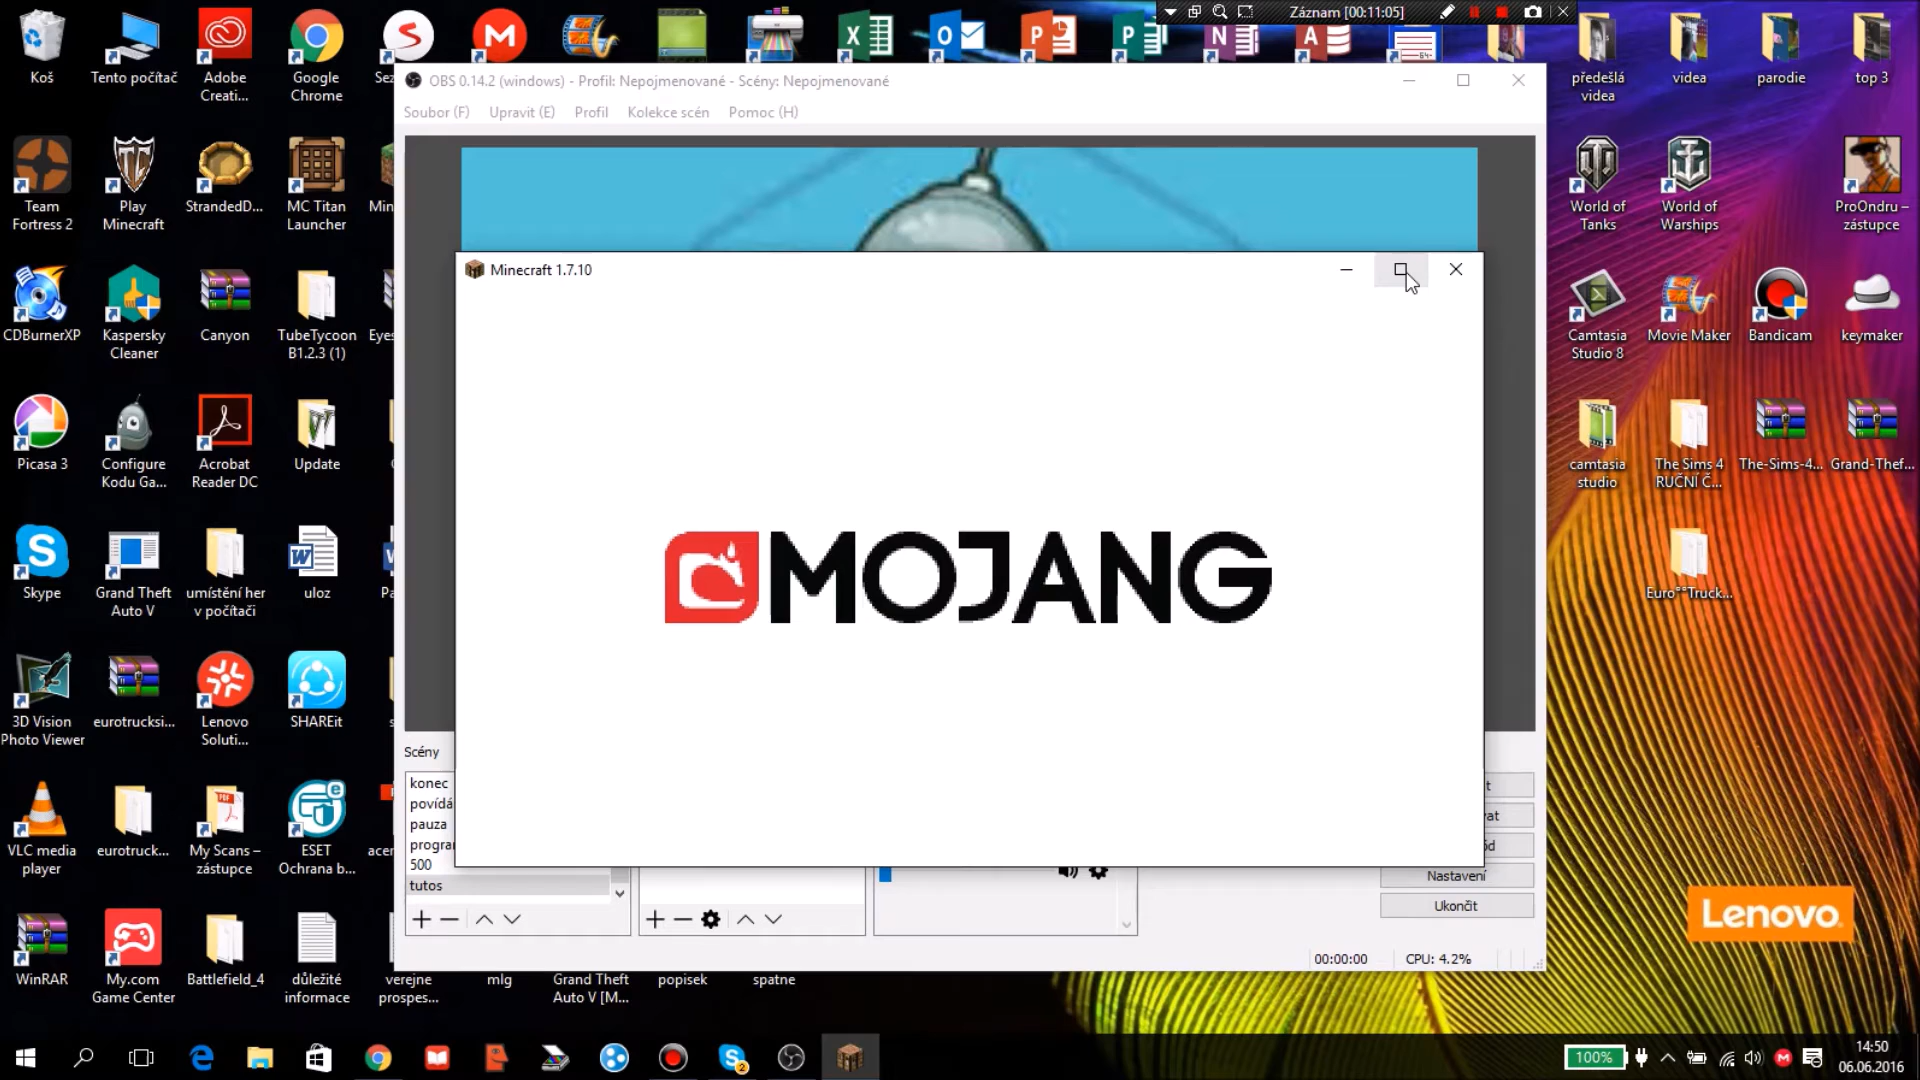 Záznam [00:11:05]
Koš
Tento počítač
Adobe
Creati...
Google
Chrome
předešlá
videa
videa
parodie
top 3
OBS 0.14.2 (windows) - Profil: Nepojmenované - Scény: Nepojmenované
Soubor (F)
Upravit (E)
Profil
Kolekce scén
Pomoc (H)
Team
Fortress 2
Play
Minecraft
StrandedD...
MC Titan
Launcher
World of
Tanks
World of
Warships
ProOndru –
zástupce
Minecraft 1.7.10
CDBurnerXP
Kaspersky
Cleaner
Canyon
TubeTycoon
B1.2.3 (1)
Camtasia
Studio 8
Movie Maker
Bandicam
keymaker
Picasa 3
Configure
Kodu Ga...
Acrobat
Reader DC
Update
camtasia
studio
The Sims 4
RUČNÍ Č...
The-Sims-4...
Grand-Thef...
MOJANG
Skype
Grand Theft
Auto V
umístění her
v počítači
uloz
Euro°°Truck...
3D Vision
Photo Viewer
eurotrucksi...
Lenovo
Soluti...
SHAREit
Scény
konec
povídá
pauza
progra
500
tutos
Nastavení
Ukončit
VLC media
player
eurotruck...
My Scans –
zástupce
ESET
Ochrana b...
Lenovo
00:00:00
CPU: 4.2%
WinRAR
My.com
Game Center
Battlefield_4
důležité
informace
verejne
prospes...
mlg
Grand Theft
Auto V [M...
popisek
spatne
100%
14:50
06.06.2016